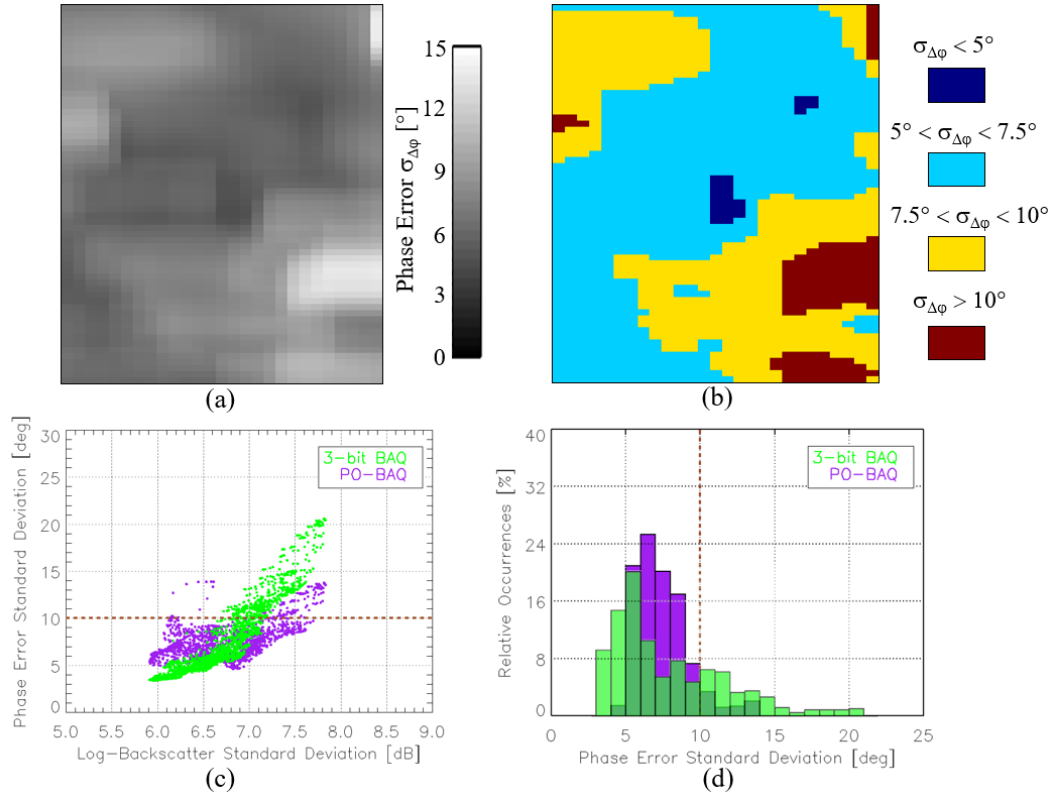 15
12
9
6
3
0
Phase Error σΔφ [°]
(a)
σΔφ < 5°
5° < σΔφ < 7.5°
7.5° < σΔφ < 10°
σΔφ > 10°
(b)
30
25
20
15
10
5
0
Phase Error Standard Deviation [deg]
3-bit BAQ
PO-BAQ
5.0 5.5 6.0 6.5 7.0 7.5 8.0 8.5 9.0
Log-Backscatter Standard Deviation [dB]
(c)
40
32
24
16
8
0
Relative Occurrences [%]
3-bit BAQ
PO-BAQ
0 5 10 15 20 25
Phase Error Standard Deviation [deg]
(d)